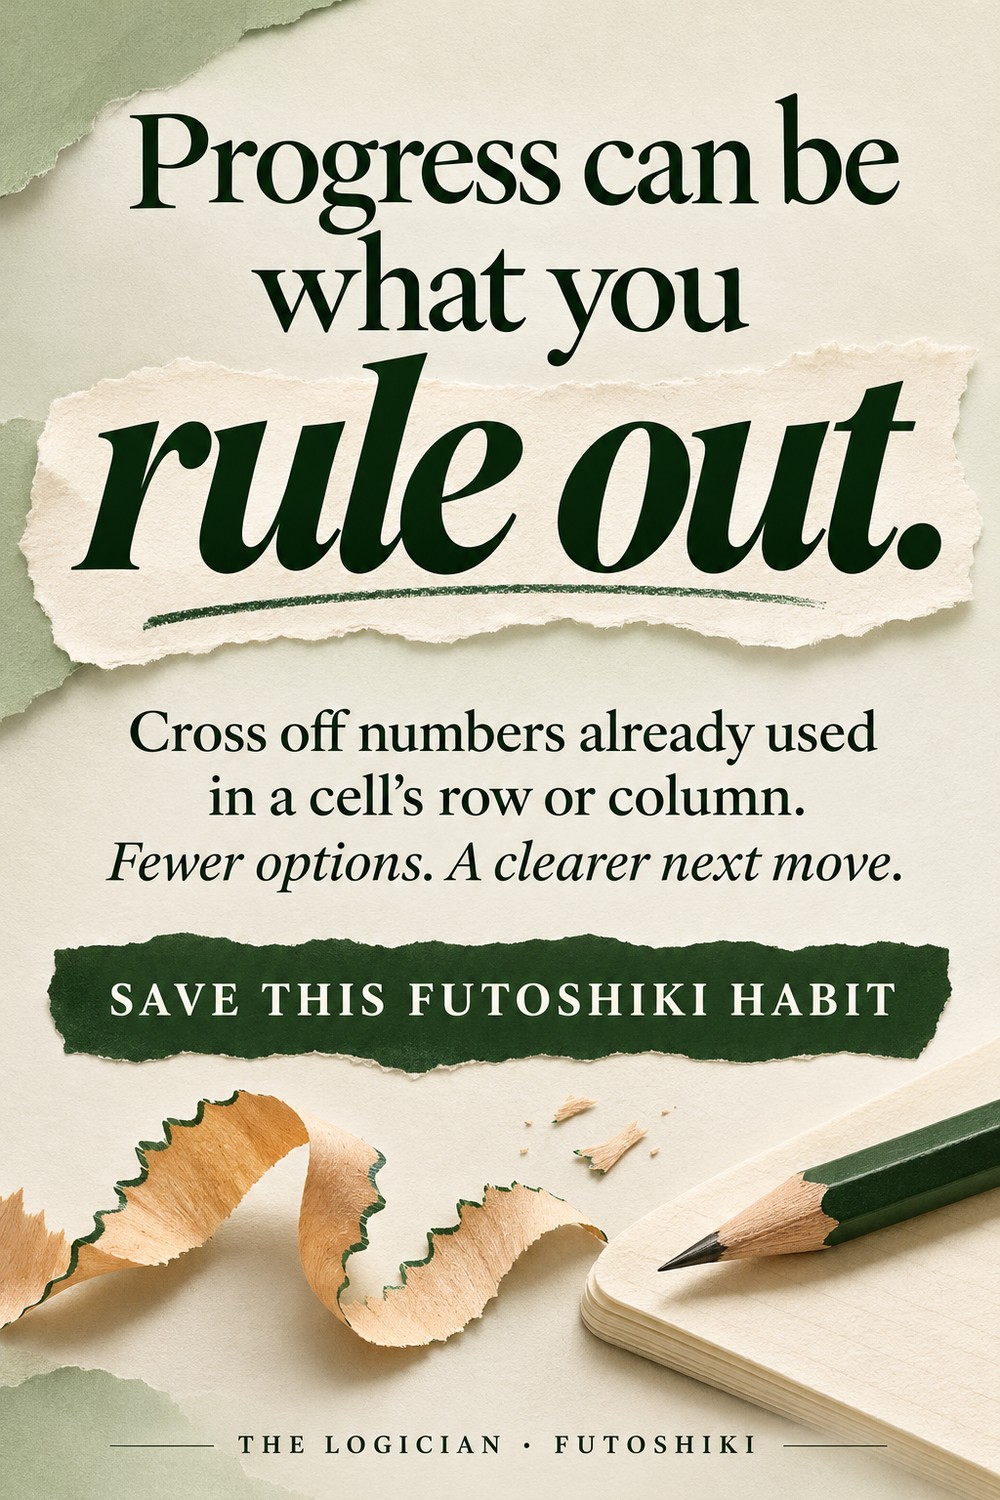 Progress can be
what you
rule out.
Cross off numbers already used
in a cell’s row or column.
Fewer options. A clearer next move.
SAVE THIS FUTOSHIKI HABIT
THE LOGICIAN · FUTOSHIKI